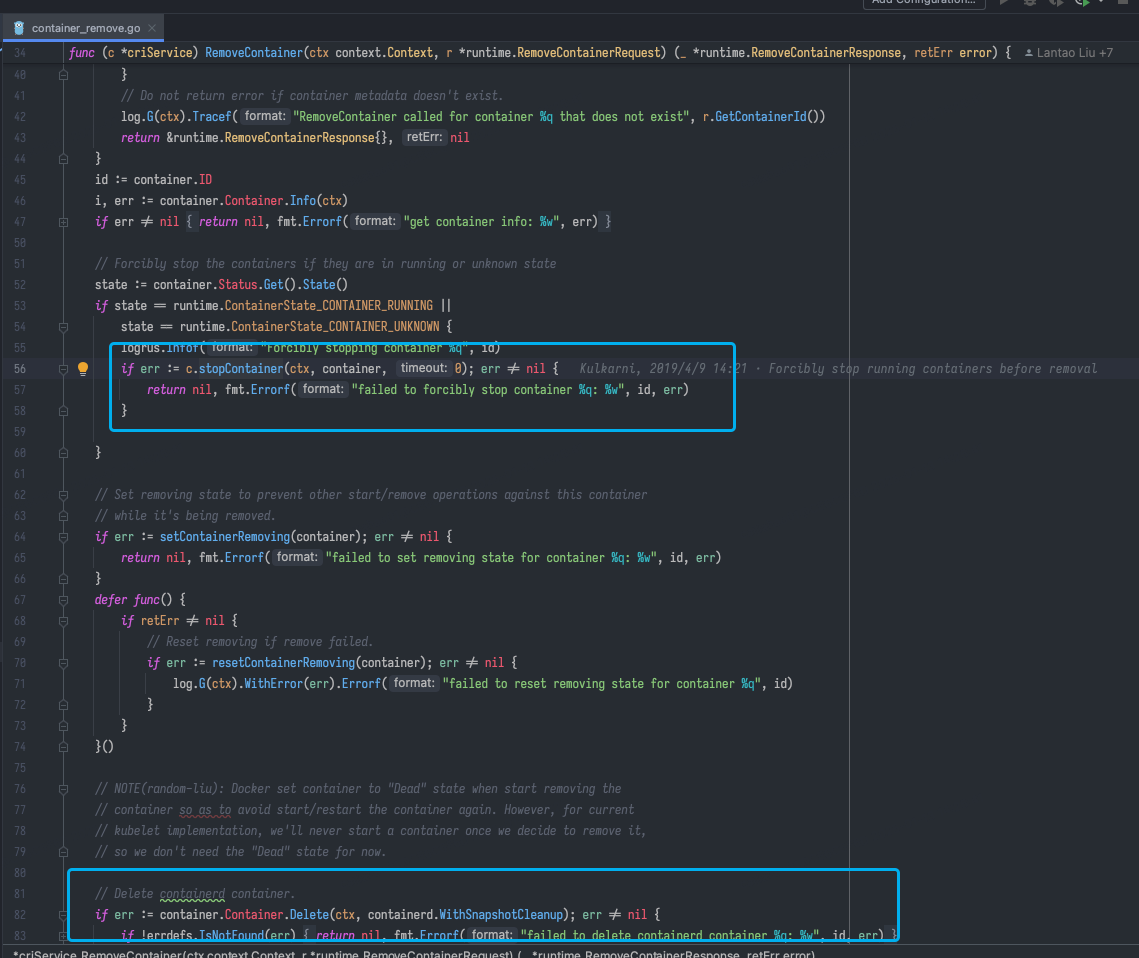 Add Configuration...
container_remove.go
34 func (c *criService) RemoveContainer(ctx context.Context, r *runtime.RemoveContainerRequest) (_ *runtime.RemoveContainerResponse, retErr error) { Lantao Liu +7
40 }
41 // Do not return error if container metadata doesn't exist.
42 log.G(ctx).Tracef( format: "RemoveContainer called for container %q that does not exist", r.GetContainerId())
43 return &runtime.RemoveContainerResponse{}, retErr: nil
44 }
45 id := container.ID
46 i, err := container.Container.Info(ctx)
47 if err ≠ nil { return nil, fmt.Errorf( format: "get container info: %w", err) }
50
51 // Forcibly stop the containers if they are in running or unknown state
52 state := container.Status.Get().State()
53 if state == runtime.ContainerState_CONTAINER_RUNNING ||
54 state == runtime.ContainerState_CONTAINER_UNKNOWN {
55 logrus.Infof( format: "Forcibly stopping container %q", id)
56 if err := c.stopContainer(ctx, container, timeout: 0); err ≠ nil { Kulkarni, 2019/4/9 14:21 · Forcibly stop running containers before removal
57 return nil, fmt.Errorf( format: "failed to forcibly stop container %q: %w", id, err)
58 }
59
60 }
61
62 // Set removing state to prevent other start/remove operations against this container
63 // while it's being removed.
64 if err := setContainerRemoving(container); err ≠ nil {
65 return nil, fmt.Errorf( format: "failed to set removing state for container %q: %w", id, err)
66 }
67 defer func() {
68 if retErr ≠ nil {
69 // Reset removing if remove failed.
70 if err := resetContainerRemoving(container); err ≠ nil {
71 log.G(ctx).WithError(err).Errorf( format: "failed to reset removing state for container %q", id)
72 }
73 }
74 }()
75
76 // NOTE(random-liu): Docker set container to "Dead" state when start removing the
77 // container so as to avoid start/restart the container again. However, for current
78 // kubelet implementation, we'll never start a container once we decide to remove it,
79 // so we don't need the "Dead" state for now.
80
81 // Delete containerd container.
82 if err := container.Container.Delete(ctx, containerd.WithSnapshotCleanup); err ≠ nil {
83 if !errdefs.IsNotFound(err) { return nil, fmt.Errorf( format: "failed to delete containerd container %q: %w", id, err) }
*criService.RemoveContainer(ctx context.Context, r *runtime.RemoveContainerRequest) (_ *runtime.RemoveContainerResponse, retErr error)